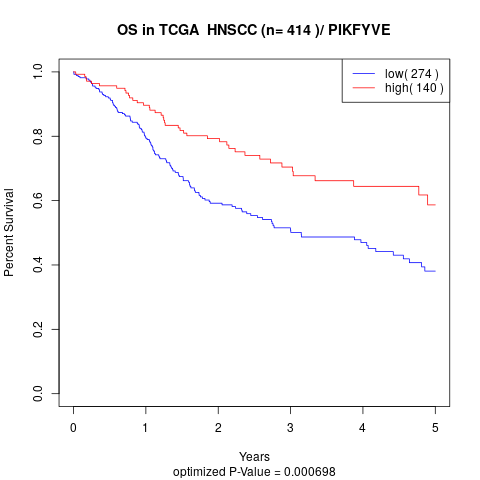 OS in TCGA  HNSCC (n= 414 )/ PIKFYVE
low( 274 )
high( 140 )
Percent Survival
1.0
0.8
0.6
0.4
0.2
0.0
0 1 2 3 4 5
Years
optimized P-Value = 0.000698